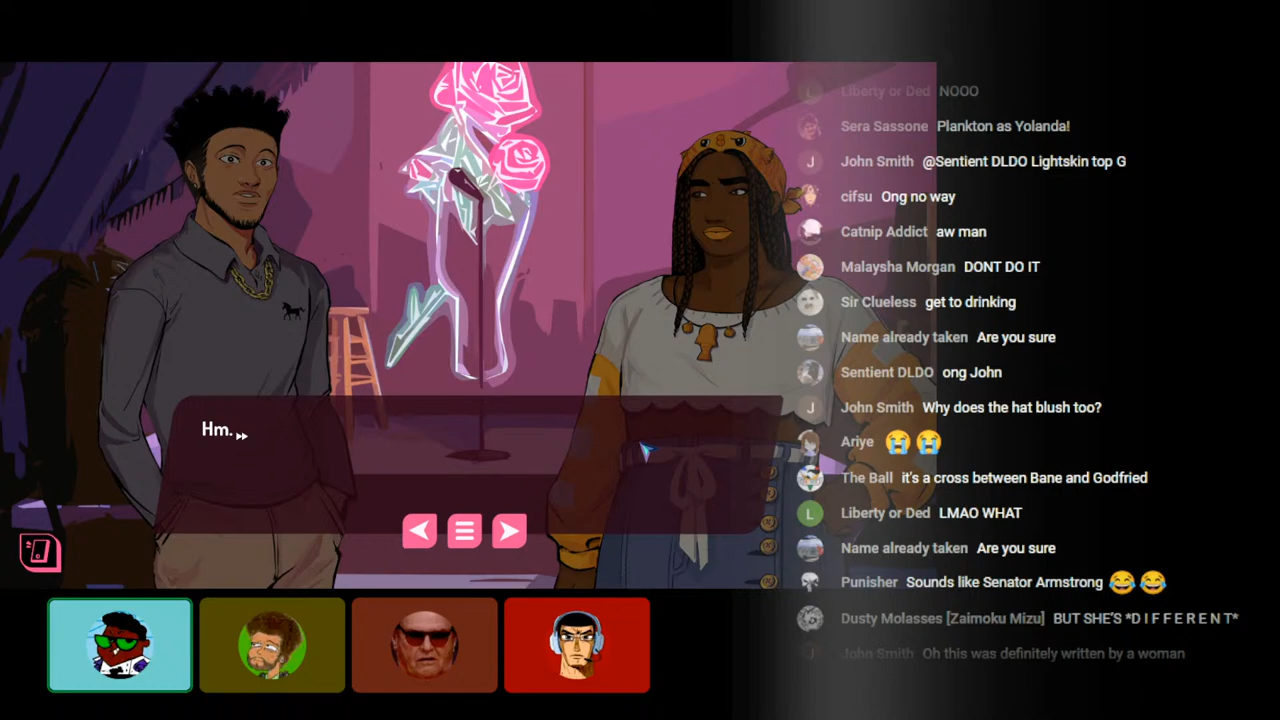 Hm.
Liberty or Ded NOOO
Sera Sassone Plankton as Yolanda!
J John Smith @Sentient DLDO Lightskin top G
cifsu Ong no way
Catnip Addict aw man
Malaysha Morgan DONT DO IT
Sir Clueless get to drinking
Name already taken Are you sure
Sentient DLDO ong John
J John Smith Why does the hat blush too?
Ariye 😭😭
The Ball it's a cross between Bane and Godfried
L Liberty or Ded LMAO WHAT
Name already taken Are you sure
Punisher Sounds like Senator Armstrong 😂😂
Dusty Molasses [Zaimoku Mizu] BUT SHE'S *D I F F E R E N T*
J John Smith Oh this was definitely written by a woman